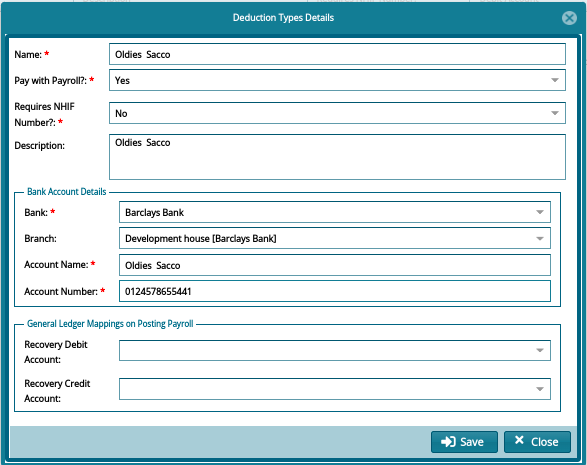 Deduction Types Details
Name: * Oldies Sacco
Pay with Payroll?: * Yes
Requires NHIF
Number?: * No
Description: Oldies Sacco
Bank Account Details
Bank: * Barclays Bank
Branch: Development house [Barclays Bank]
Account Name: * Oldies Sacco
Account Number: * 0124578655441
General Ledger Mappings on Posting Payroll
Recovery Debit
Account:
Recovery Credit
Account:
Save Close